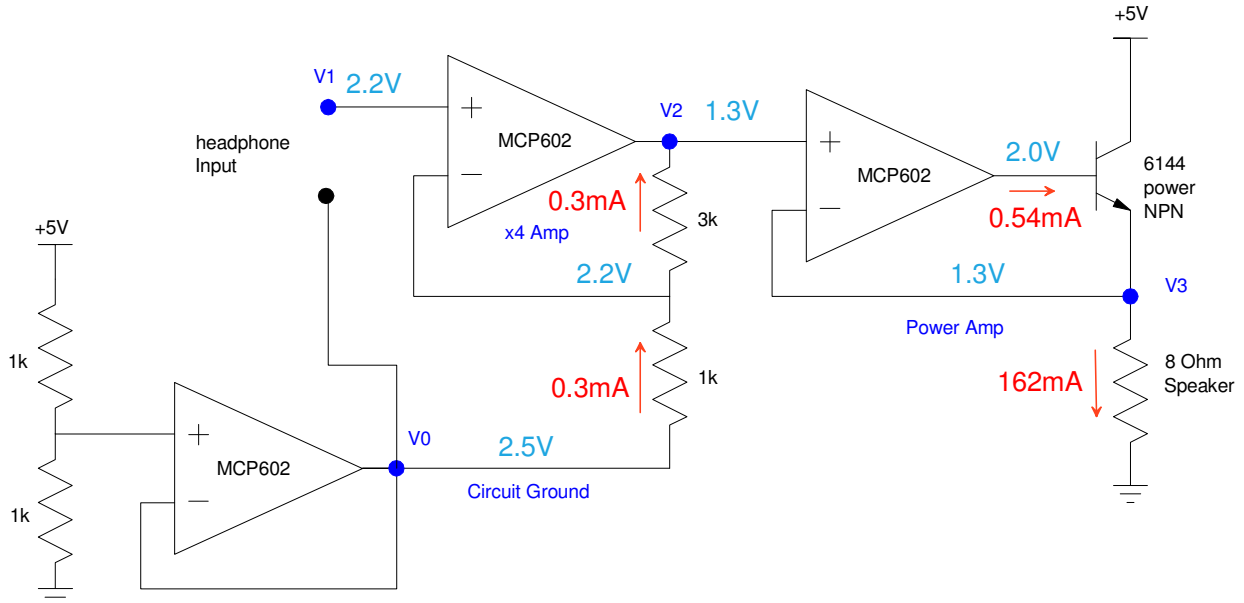 +5V
V1
2.2V
headphone
Input
+
−
MCP602
x4 Amp
V2
1.3V
0.3mA
3k
2.2V
+
−
MCP602
2.0V
0.54mA
6144
power
NPN
1.3V
V3
Power Amp
+5V
1k
1k
+
−
MCP602
V0
2.5V
Circuit Ground
0.3mA
1k
162mA
8 Ohm
Speaker